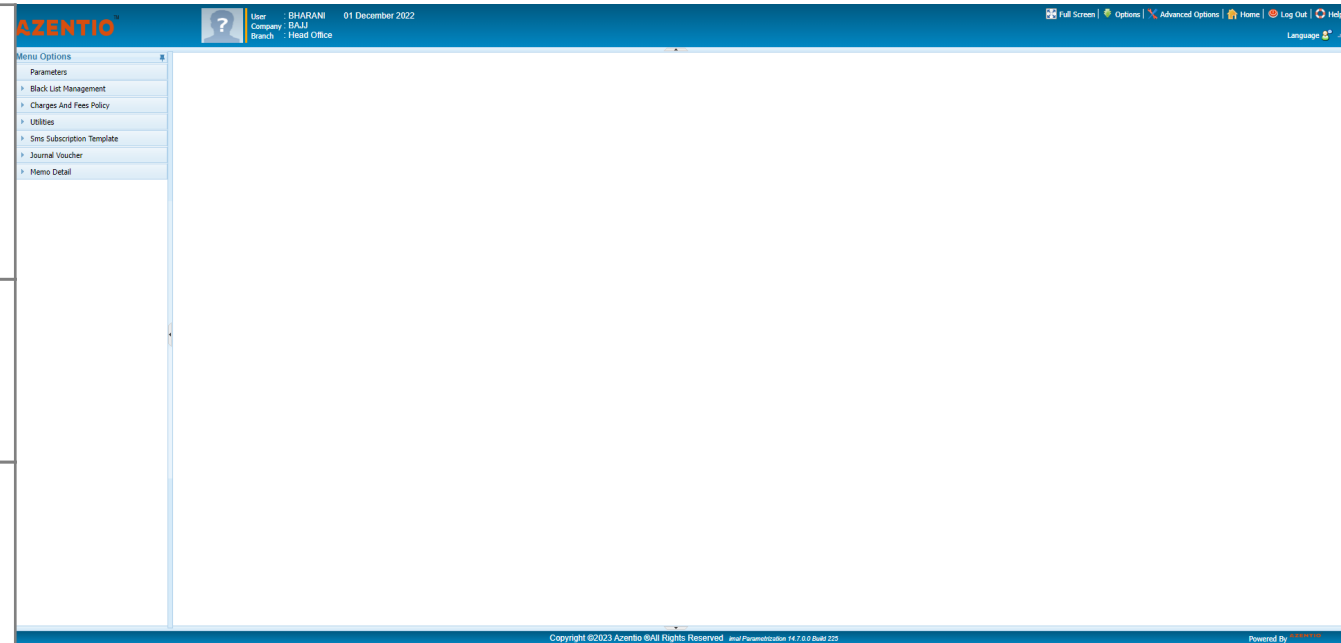 AZENTIO
?
User : BHARANI 01 December 2022
Company : BAJJ
Branch : Head Office
Full Screen | Options | Advanced Options | Home | Log Out | Help
Language
Menu Options
Parameters
Black List Management
Charges And Fees Policy
Utilities
Sms Subscription Template
Journal Voucher
Memo Detail
Copyright ©2023 Azentio ®All Rights Reserved imal Parametrization 14.7.0.0 Build 225
Powered By AZENTIO